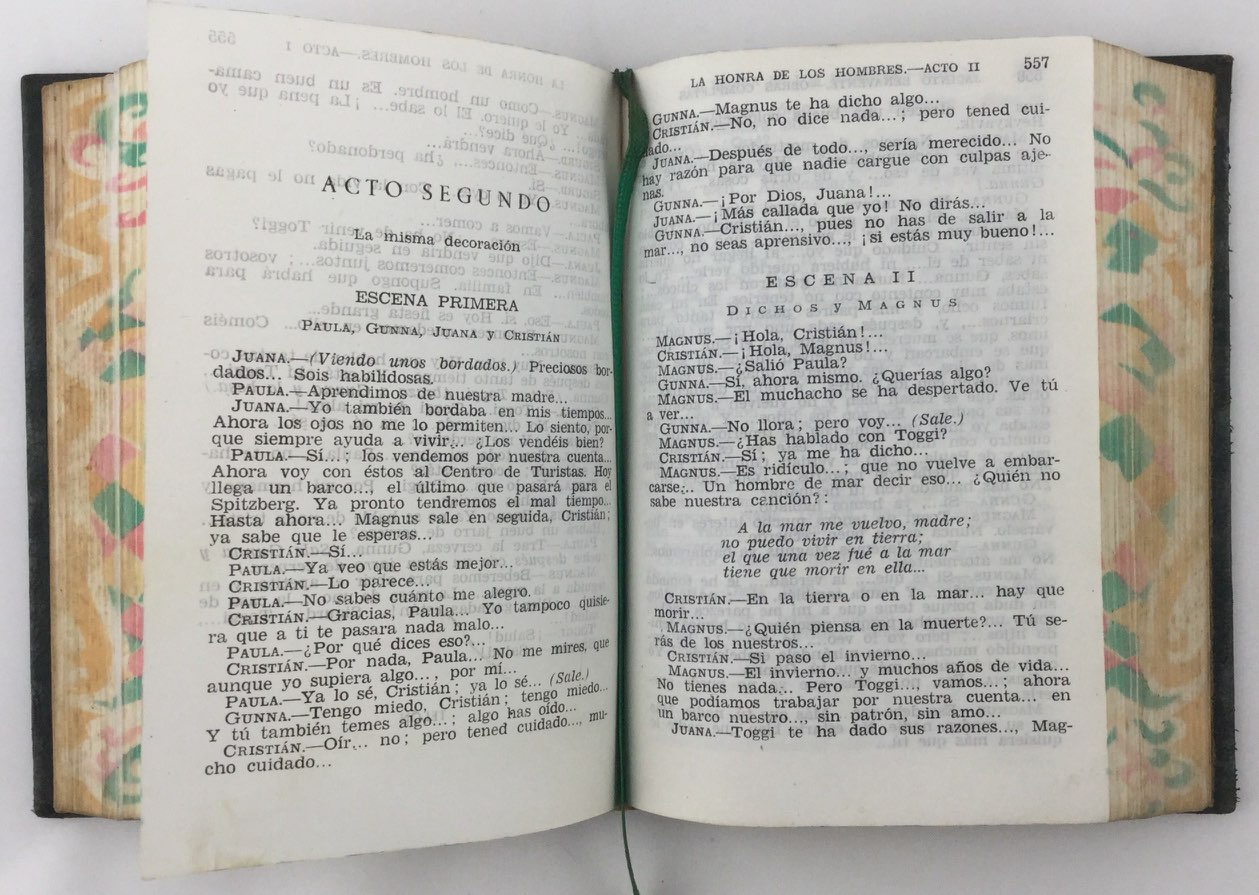 ACTO SEGUNDO
La misma decoración
ESCENA PRIMERA
PAULA, GUNNA, JUANA y CRISTIÁN
JUANA.—(Viendo unos bordados.) Preciosos bor-
dados... Sois habilidosas.
PAULA.—Aprendimos de nuestra madre...
JUANA.—Yo también bordaba en mis tiempos...
Ahora los ojos no me lo permiten... Lo siento, por-
que siempre ayuda a vivir... ¿Los vendéis bien?
PAULA.—Sí...; los vendemos por nuestra cuenta...
Ahora voy con éstos al Centro de Turistas. Hoy
llega un barco..., el último que pasará para el
Spitzberg. Ya pronto tendremos el mal tiempo...
Hasta ahora... Magnus sale en seguida, Cristián;
ya sabe que le esperas...
CRISTIÁN.—Sí...
PAULA.—Ya veo que estás mejor...
CRISTIÁN.—Lo parece...
PAULA.—No sabes cuánto me alegro.
CRISTIÁN.—Gracias, Paula... Yo tampoco quisie-
ra que a ti te pasara nada malo...
PAULA.—¿Por qué dices eso?...
CRISTIÁN.—Por nada, Paula... No me mires, que
aunque yo supiera algo..., por mí...
PAULA.—Ya lo sé, Cristián; ya lo sé... (Sale.)
GUNNA.—Tengo miedo, Cristián; tengo miedo...
Y tú también temes algo...; algo has oído...
CRISTIÁN.—Oír... no; pero tened cuidado..., mu-
cho cuidado...
LA HONRA DE LOS HOMBRES.—ACTO II 557
GUNNA.—Magnus te ha dicho algo...
CRISTIÁN.—No, no dice nada...; pero tened cui-
dado...
JUANA.—Después de todo..., sería merecido... No
hay razón para que nadie cargue con culpas aje-
nas.
GUNNA.—¡Por Dios, Juana!...
JUANA.—¡Más callada que yo! No dirás...
GUNNA.—Cristián..., pues no has de salir a la
mar..., no seas aprensivo..., ¡si estás muy bueno!...
ESCENA II
DICHOS y MAGNUS
MAGNUS.—¡Hola, Cristián!...
CRISTIÁN.—¡Hola, Magnus!...
MAGNUS.—¿Salió Paula?
GUNNA.—Sí, ahora mismo. ¿Querías algo?
MAGNUS.—El muchacho se ha despertado. Ve tú
a ver...
GUNNA.—No llora; pero voy... (Sale.)
MAGNUS.—¿Has hablado con Toggi?
CRISTIÁN.—Sí; ya me ha dicho...
MAGNUS.—Es ridículo...; que no vuelve a embar-
carse... Un hombre de mar decir eso... ¿Quién no
sabe nuestra canción?:
A la mar me vuelvo, madre;
no puedo vivir en tierra;
el que una vez fué a la mar
tiene que morir en ella...
CRISTIÁN.—En la tierra o en la mar... hay que
morir...
MAGNUS.—¿Quién piensa en la muerte?... Tú se-
rás de los nuestros...
CRISTIÁN.—Si paso el invierno...
MAGNUS.—El invierno... y muchos años de vida...
No tienes nada... Pero Toggi..., vamos...; ahora
que podíamos trabajar por nuestra cuenta... en
un barco nuestro..., sin patrón, sin amo...
JUANA.—Toggi te ha dado sus razones..., Mag-